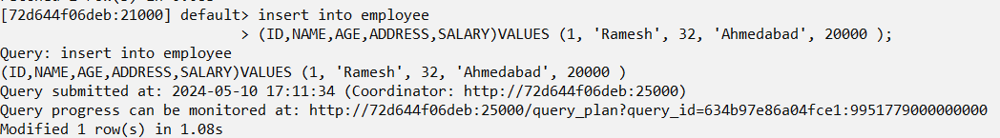 [72d644f06deb:21000] default> insert into employee
> (ID,NAME,AGE,ADDRESS,SALARY)VALUES (1, 'Ramesh', 32, 'Ahmedabad', 20000 );
Query: insert into employee
(ID,NAME,AGE,ADDRESS,SALARY)VALUES (1, 'Ramesh', 32, 'Ahmedabad', 20000 )
Query submitted at: 2024-05-10 17:11:34 (Coordinator: http://72d644f06deb:25000)
Query progress can be monitored at: http://72d644f06deb:25000/query_plan?query_id=634b97e86a04fce1:9951779000000000
Modified 1 row(s) in 1.08s